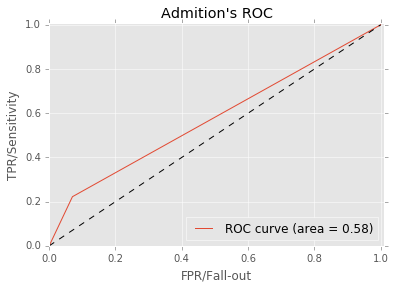 Admition's ROC
1.0
0.8
0.6
0.4
0.2
0.0
TPR/Sensitivity
ROC curve (area = 0.58)
0.0 0.2 0.4 0.6 0.8 1.0
FPR/Fall-out